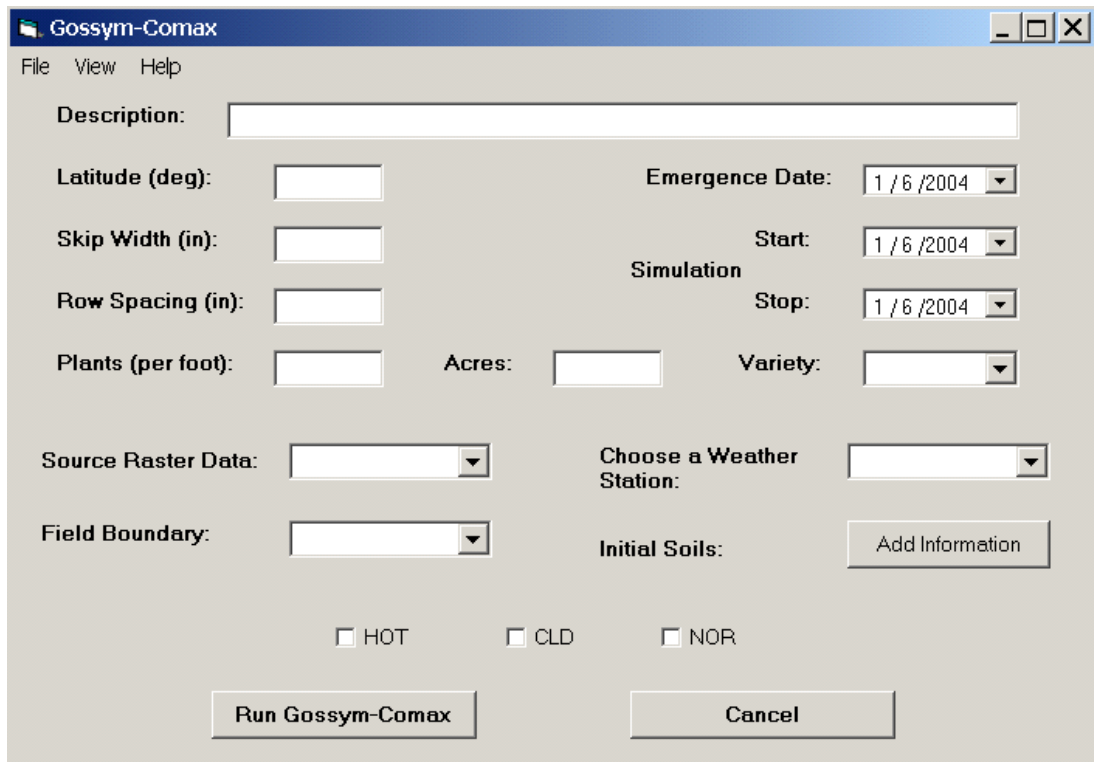 Gossym-Comax
File View Help
Description:
Latitude (deg):
Emergence Date: 1 / 6 /2004
Skip Width (in):
Start: 1 / 6 /2004
Simulation
Row Spacing (in):
Stop: 1 / 6 /2004
Plants (per foot): Acres: Variety:
Source Raster Data:
Choose a Weather
Station:
Field Boundary:
Initial Soils: Add Information
HOT CLD NOR
Run Gossym-Comax Cancel